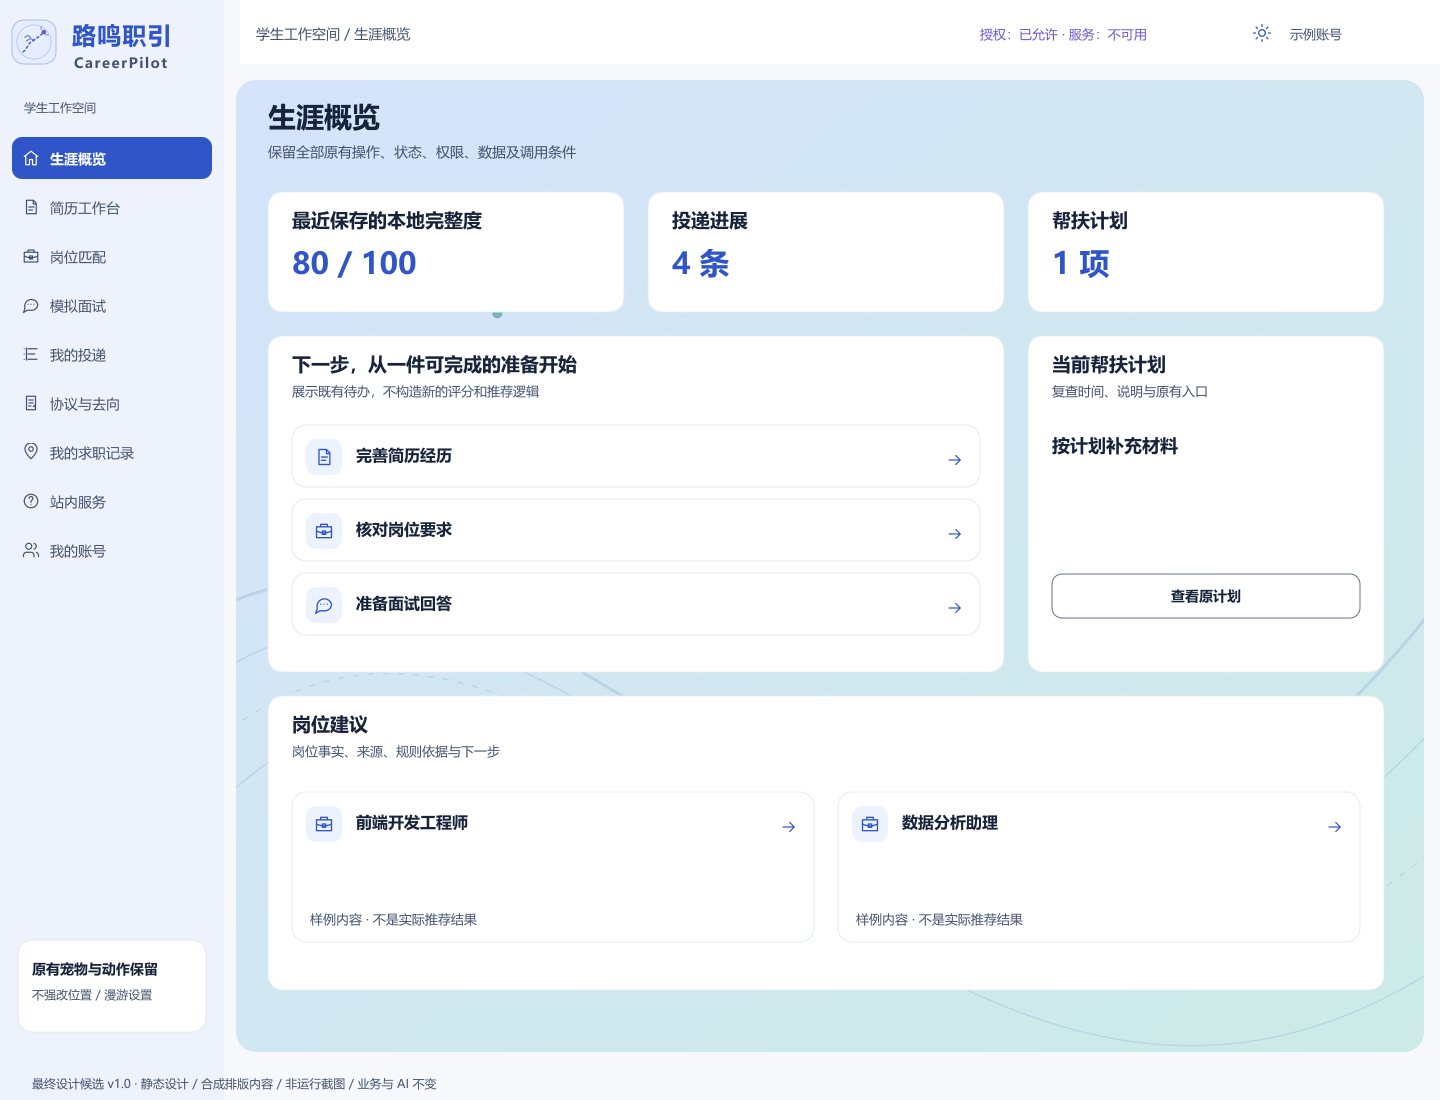 路鸣职引
CareerPilot
学生工作空间
生涯概览
简历工作台
岗位匹配
模拟面试
我的投递
协议与去向
我的求职记录
站内服务
我的账号
原有宠物与动作保留
不强改位置 / 漫游设置
学生工作空间 / 生涯概览
授权：已允许 · 服务：不可用
示例账号
生涯概览
保留全部原有操作、状态、权限、数据及调用条件
最近保存的本地完整度
80 / 100
投递进展
4 条
帮扶计划
1 项
下一步，从一件可完成的准备开始
展示既有待办，不构造新的评分和推荐逻辑
完善简历经历
核对岗位要求
准备面试回答
当前帮扶计划
复查时间、说明与原有入口
按计划补充材料
查看原计划
岗位建议
岗位事实、来源、规则依据与下一步
前端开发工程师
样例内容 · 不是实际推荐结果
数据分析助理
样例内容 · 不是实际推荐结果
最终设计候选 v1.0 · 静态设计 / 合成排版内容 / 非运行截图 / 业务与 AI 不变